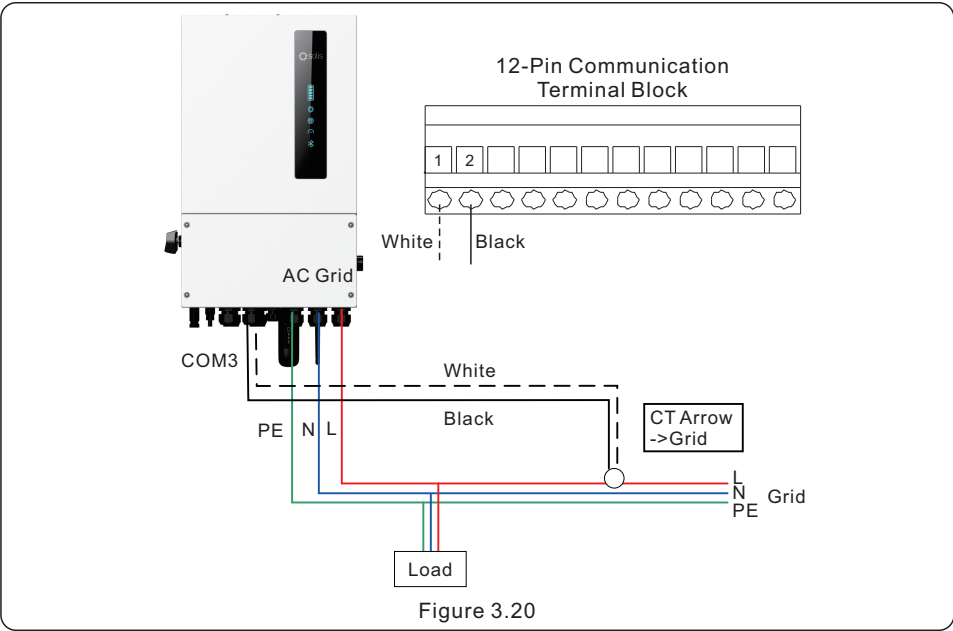 solis
12-Pin Communication
Terminal Block
1 2
White
Black
AC Grid
COM3
White
Black
CT Arrow
->Grid
PE N L
L
N
PE
Grid
Load
Figure 3.20